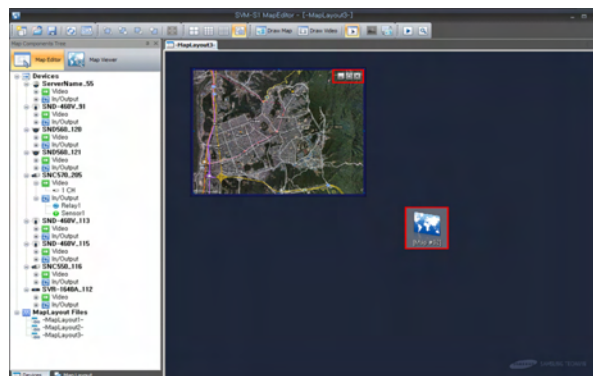 SVM-S1 MapEditor - [-MapLayout3-]
Draw Map
Draw Video
Map Components Tree
-MapLayout3-
Map Editor
Map Viewer
Devices
ServerName_55
Video
In/Output
SND-460V_91
Video
In/Output
SND560_120
Video
In/Output
SND560_121
Video
In/Output
SNC570_205
Video
1 CH
In/Output
Relay1
Sensor1
SND-460V_113
Video
In/Output
SND-460V_115
Video
In/Output
SNC550_116
Video
In/Output
SVR-1640A_112
Video
In/Output
MapLayout Files
-MapLayout1-
-MapLayout2-
-MapLayout3-
Devices
MapLayout
SAMSUNG TECHWIN